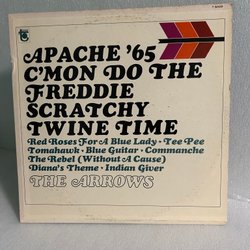 APACHE '65
C'MON DO THE
FREDDIE
SCRATCHY
TWINE TIME
Red Roses For A Blue Lady · Tee Pee
Tomahawk · Blue Guitar · Commanche
The Rebel (Without A Cause)
Diana's Theme · Indian Giver
THE ARROWS